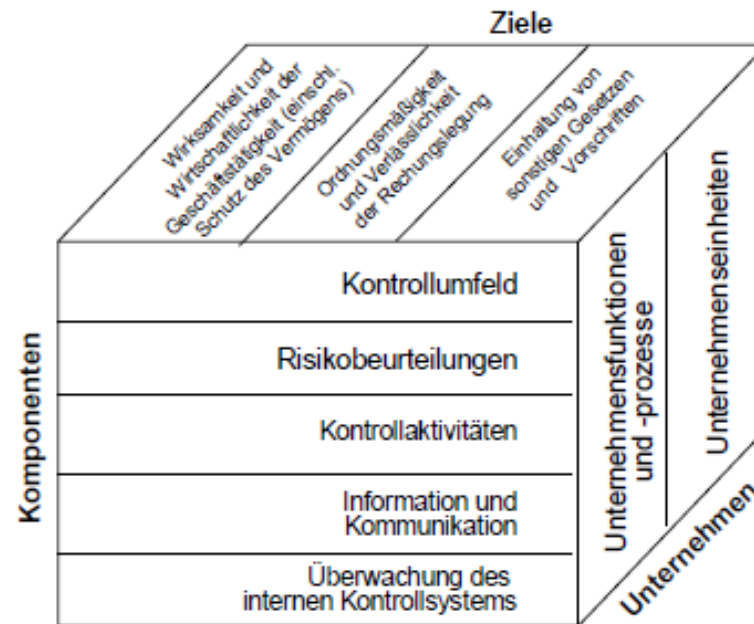 Ziele
Wirksamkeit und
Wirtschaftlichkeit der
Geschäftstätigkeit (einschl.
Schutz des Vermögens)
Ordnungsmäßigkeit
und Verlässlichkeit
der Rechungslegung
Einhaltung von
sonstigen Gesetzen
und Vorschriften
Komponenten
Kontrollumfeld
Risikobeurteilungen
Kontrollaktivitäten
Information und
Kommunikation
Überwachung des
internen Kontrollsystems
Unternehmensfunktionen
und -prozesse
Unternehmenseinheiten
Unternehmen